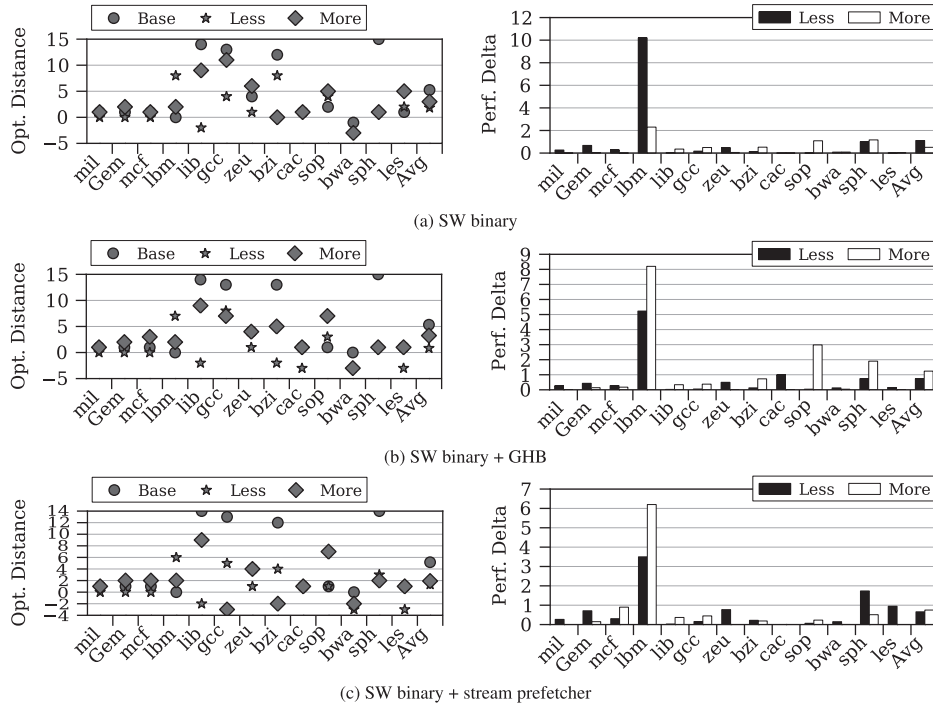 Base Less More
Less More
Opt. Distance
15
10
5
0
−5
mil Gem mcf lbm lib gcc zeu bzi cac sop bwa sph les Avg
Perf. Delta
12
10
8
6
4
2
0
mil Gem mcf lbm lib gcc zeu bzi cac sop bwa sph les Avg
(a) SW binary
Base Less More
Less More
Opt. Distance
15
10
5
0
−5
mil Gem mcf lbm lib gcc zeu bzi cac sop bwa sph les Avg
Perf. Delta
9
8
7
6
5
4
3
2
1
0
mil Gem mcf lbm lib gcc zeu bzi cac sop bwa sph les Avg
(b) SW binary + GHB
Base Less More
Less More
Opt. Distance
14
12
10
8
6
4
2
0
−2
−4
mil Gem mcf lbm lib gcc zeu bzi cac sop bwa sph les Avg
Perf. Delta
7
6
5
4
3
2
1
0
mil Gem mcf lbm lib gcc zeu bzi cac sop bwa sph les Avg
(c) SW binary + stream prefetcher